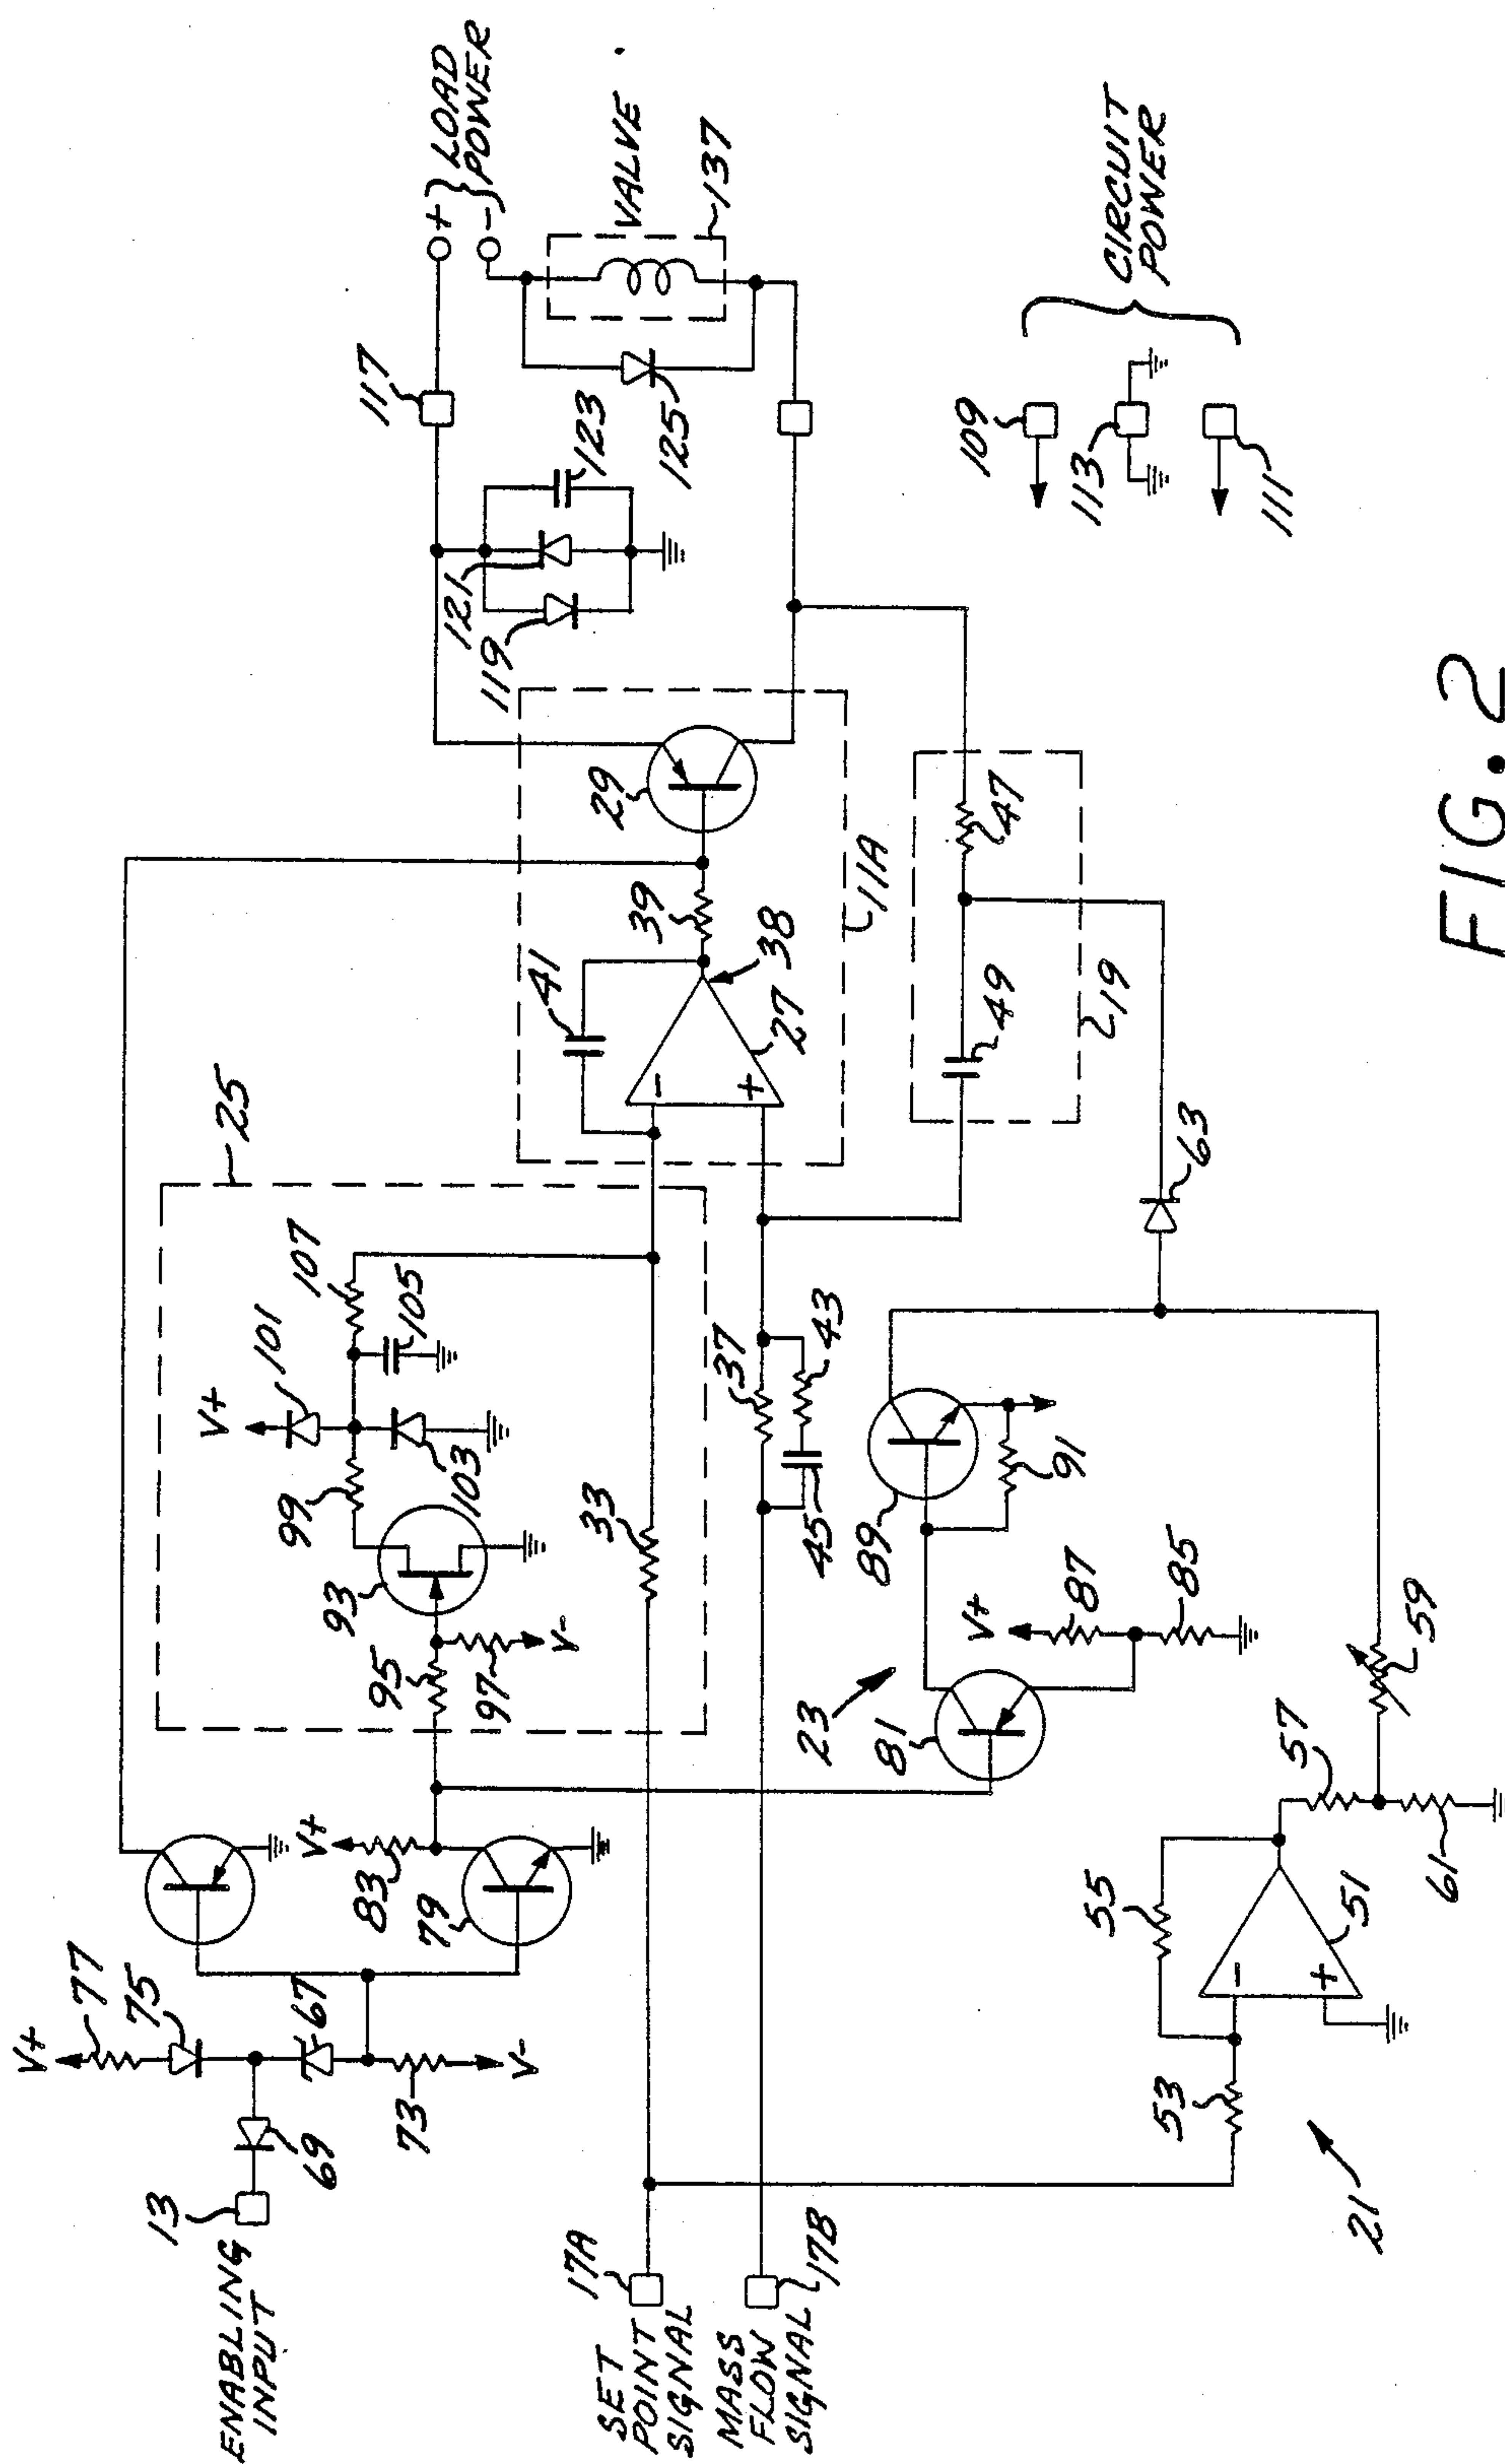 ENABLING
INPUT
13
69
V+
77
75
67
73
V-
83
V+
79
95
97
V-
93
99
V+
101
103
105
107
25
33
SET
POINT
SIGNAL
17A
MASS
FLOW
SIGNAL
17B
37
43
45
41
-
+
27
38
39
29
11A
117
+
-
LOAD
POWER
119
121
123
125
VALVE
137
47
49
19
63
23
81
V+
87
85
89
91
53
55
-
+
51
57
61
59
21
109
113
111
CIRCUIT
POWER
FIG. 2